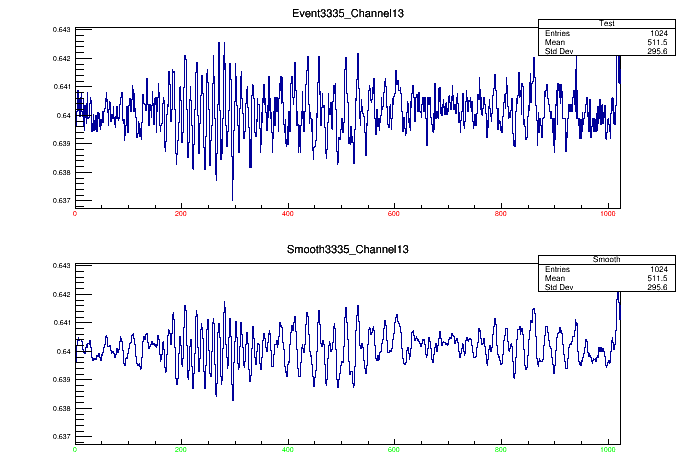 Event3335_Channel13
Test
Entries 1024
Mean 511.5
Std Dev 295.6
0.643
0.642
0.641
0.64
0.639
0.638
0.637
0 200 400 600 800 1000
Smooth3335_Channel13
Smooth
Entries 1024
Mean 511.5
Std Dev 295.6
0.643
0.642
0.641
0.64
0.639
0.638
0.637
0 200 400 600 800 1000